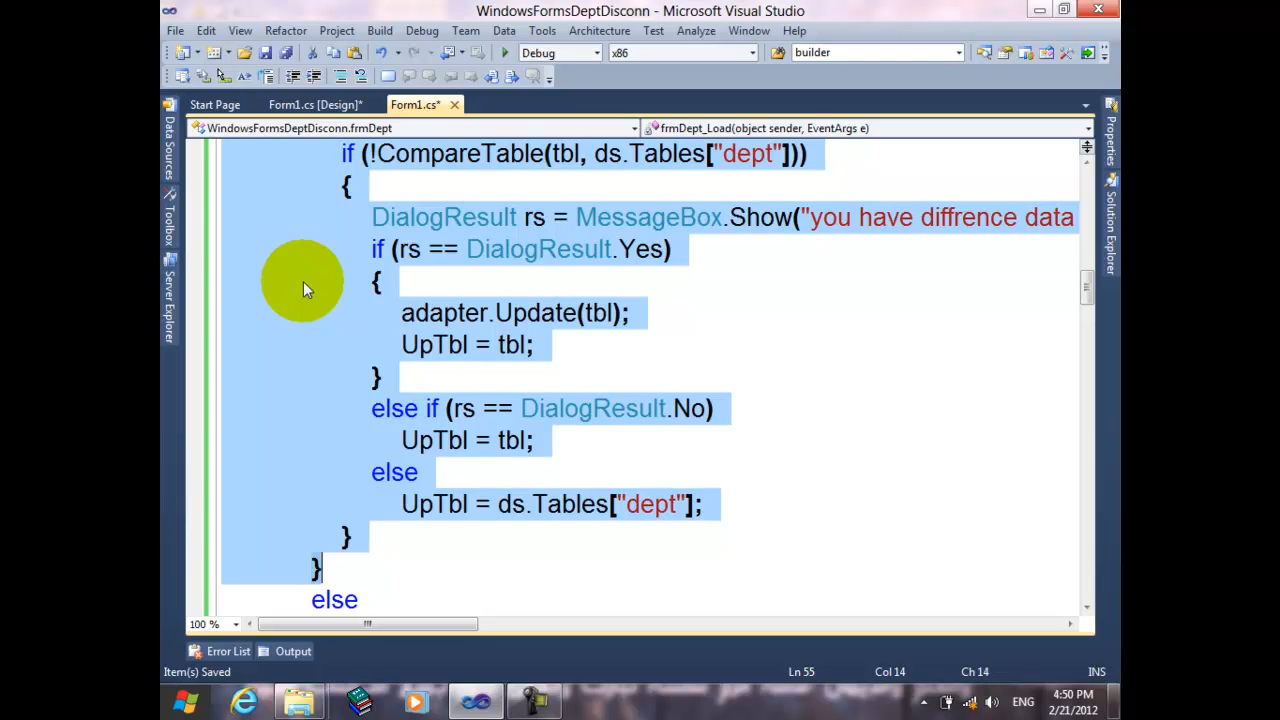 WindowsFormsDeptDisconn - Microsoft Visual Studio
File Edit View Refactor Project Build Debug Team Data Tools Architecture Test Analyze Window Help
Debug x86 builder
Start Page Form1.cs [Design]* Form1.cs*
WindowsFormsDeptDisconn.frmDept frmDept_Load(object sender, EventArgs e)
if (!CompareTable(tbl, ds.Tables["dept"]))
{
DialogResult rs = MessageBox.Show("you have diffrence data
if (rs == DialogResult.Yes)
{
adapter.Update(tbl);
UpTbl = tbl;
}
else if (rs == DialogResult.No)
UpTbl = tbl;
else
UpTbl = ds.Tables["dept"];
}
}
else
Data Sources
Toolbox
Server Explorer
Properties
Solution Explorer
100 %
Error List Output
Item(s) Saved Ln 55 Col 14 Ch 14 INS
ENG
4:50 PM
2/21/2012